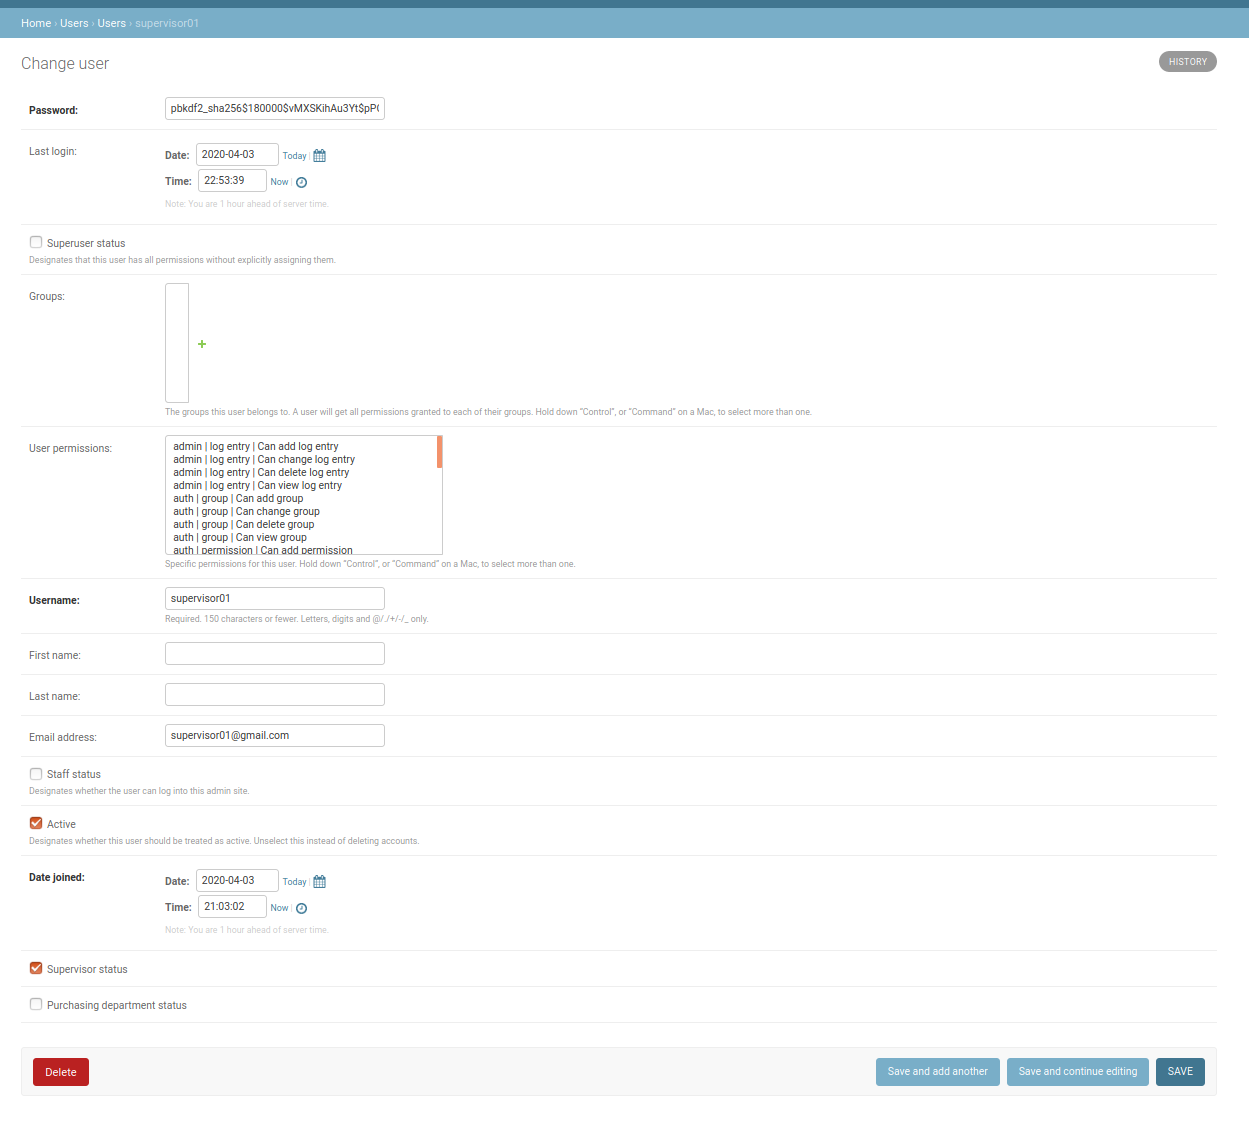 Home › Users › Users › supervisor01
Change user
HISTORY
Password:
pbkdf2_sha256$180000$vMXSKihAu3Yt$pP(
Last login:
Date: 2020-04-03 Today |
Time: 22:53:39 Now |
Note: You are 1 hour ahead of server time.
Superuser status
Designates that this user has all permissions without explicitly assigning them.
Groups:
The groups this user belongs to. A user will get all permissions granted to each of their groups. Hold down "Control", or "Command" on a Mac, to select more than one.
User permissions:
admin | log entry | Can add log entry
admin | log entry | Can change log entry
admin | log entry | Can delete log entry
admin | log entry | Can view log entry
auth | group | Can add group
auth | group | Can change group
auth | group | Can delete group
auth | group | Can view group
auth | permission | Can add permission
Specific permissions for this user. Hold down "Control", or "Command" on a Mac, to select more than one.
Username:
supervisor01
Required. 150 characters or fewer. Letters, digits and @/./+/-/_ only.
First name:
Last name:
Email address:
supervisor01@gmail.com
Staff status
Designates whether the user can log into this admin site.
Active
Designates whether this user should be treated as active. Unselect this instead of deleting accounts.
Date joined:
Date: 2020-04-03 Today |
Time: 21:03:02 Now |
Note: You are 1 hour ahead of server time.
Supervisor status
Purchasing department status
Delete
Save and add another
Save and continue editing
SAVE